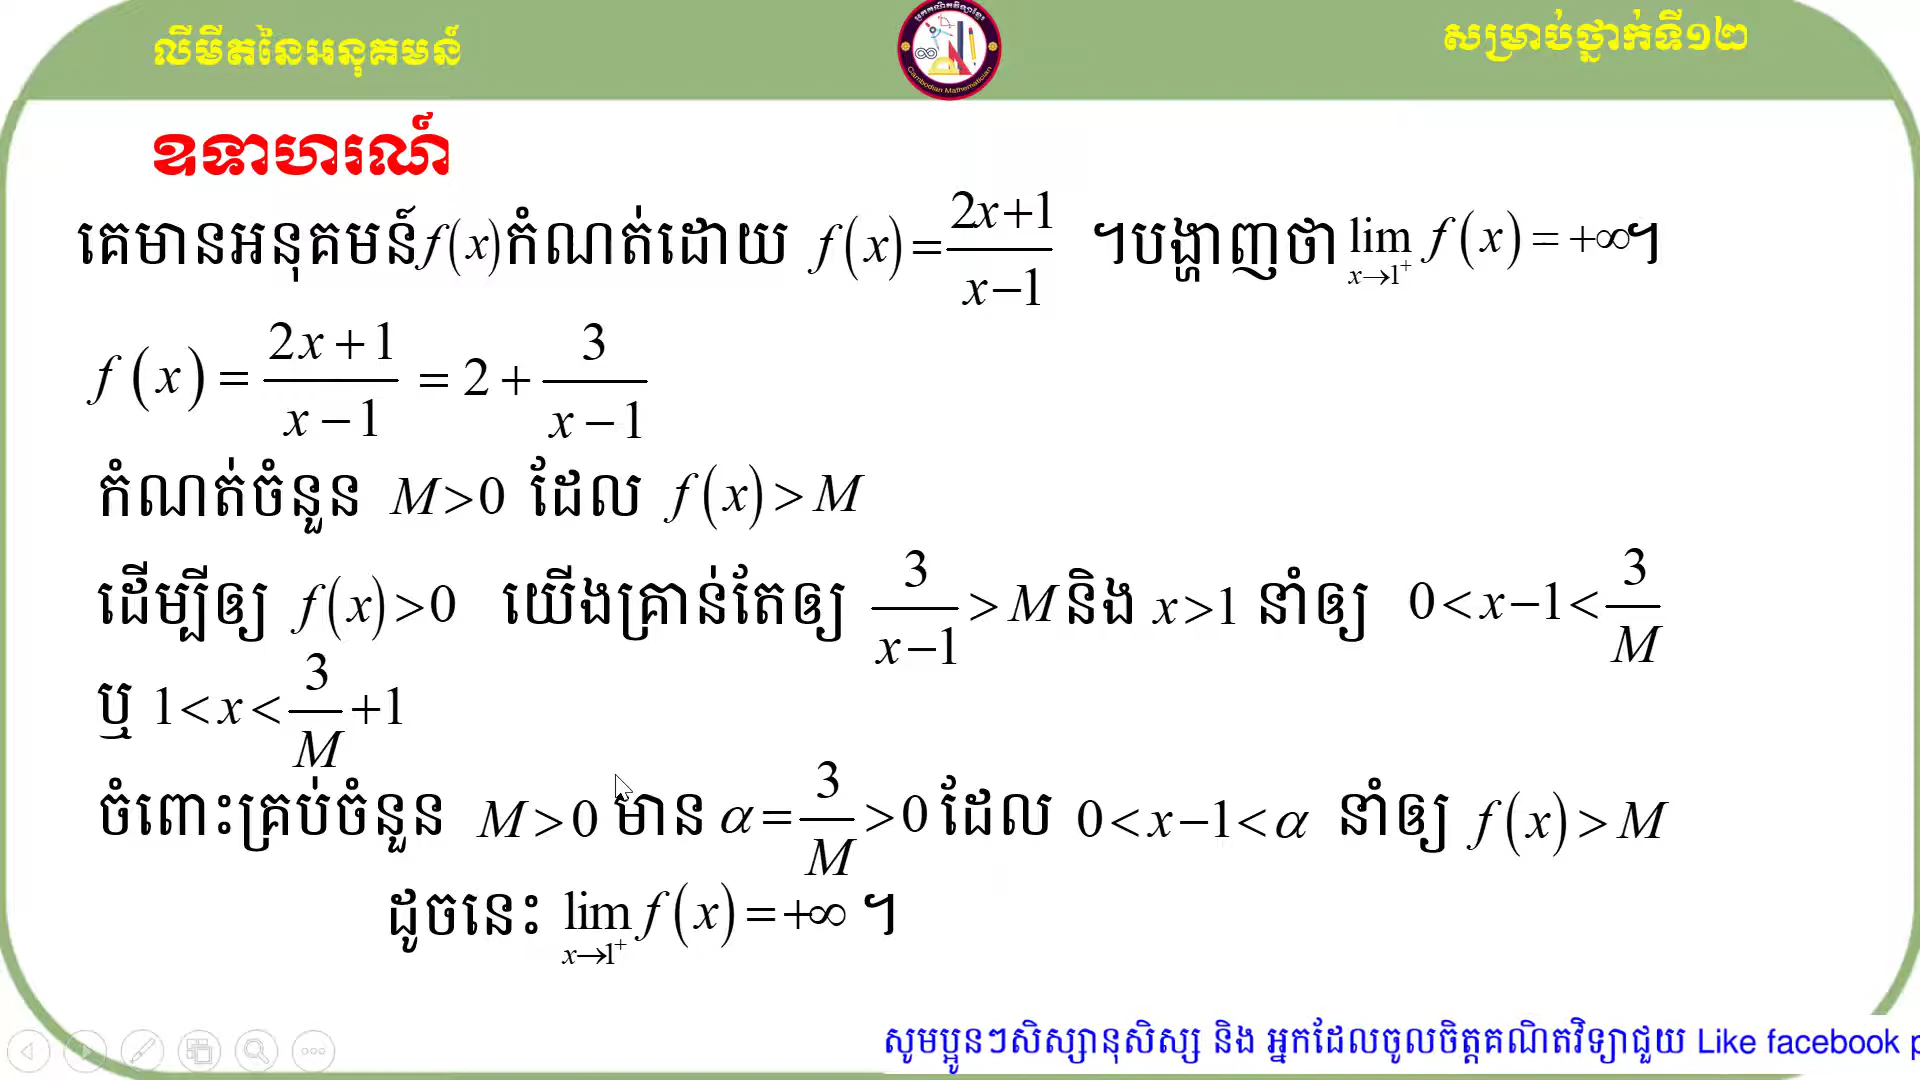 លីមីតនៃអនុគមន៍
សម្រាប់ថ្នាក់ទី១២
Cambodian Mathematician
ឧទាហរណ៍
គេមានអនុគមន៍ f(x) កំណត់ដោយ f(x) = (2x+1)/(x−1) ។បង្ហាញថា lim x→1⁺ f(x) = +∞។
f(x) = (2x+1)/(x−1) = 2 + 3/(x−1)
កំណត់ចំនួន M>0 ដែល f(x) > M
ដើម្បីឲ្យ f(x)>0 យើងគ្រាន់តែឲ្យ 3/(x−1) > M និង x>1 នាំឲ្យ 0<x−1<3/M
ឬ 1<x<3/M+1
ចំពោះគ្រប់ចំនួន M>0 មាន α=3/M>0 ដែល 0<x−1<α នាំឲ្យ f(x)>M
ដូចនេះ lim x→1⁺ f(x)=+∞ ។
សូមប្អូនៗសិស្សានុសិស្ស និង អ្នកដែលចូលចិត្តគណិតវិទ្យាជួយ Like facebook p